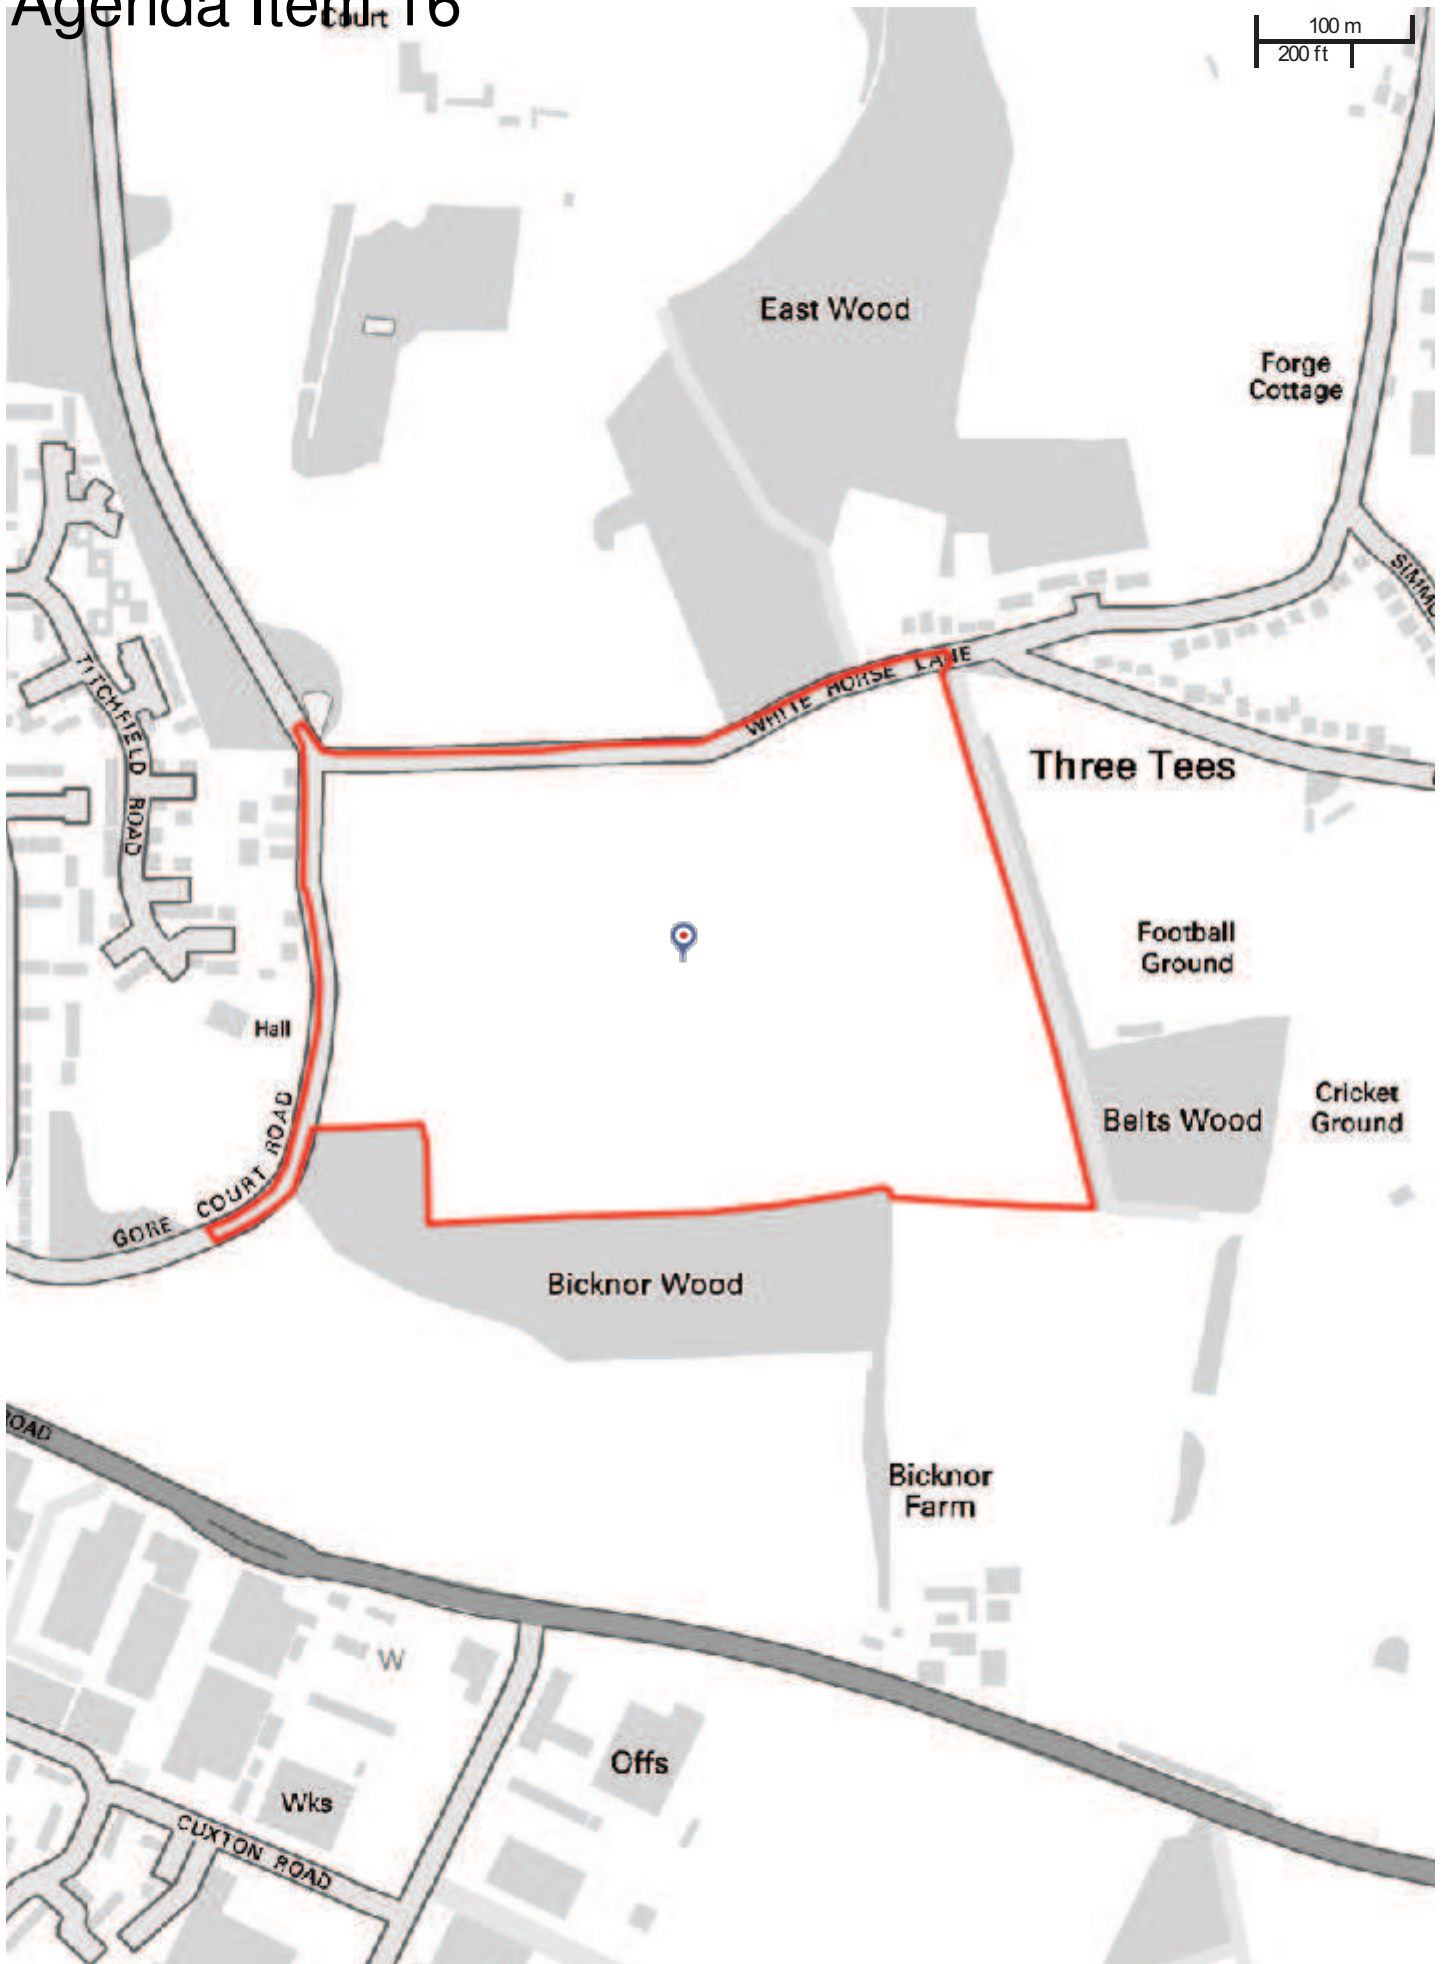 Agenda Item 16
Court
100 m
200 ft
East Wood
Forge
Cottage
TITCHFIELD ROAD
WHITE HORSE LANE
Three Tees
Football
Ground
Hall
Cricket
Ground
Belts Wood
GORE COURT ROAD
Bicknor Wood
ROAD
Bicknor
Farm
W
Offs
Wks
CUXTON ROAD